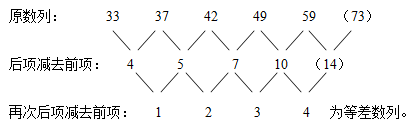 原数列： 33 37 42 49 59 （73）
后项减去前项： 4 5 7 10 （14）
再次后项减去前项： 1 2 3 4 为等差数列。